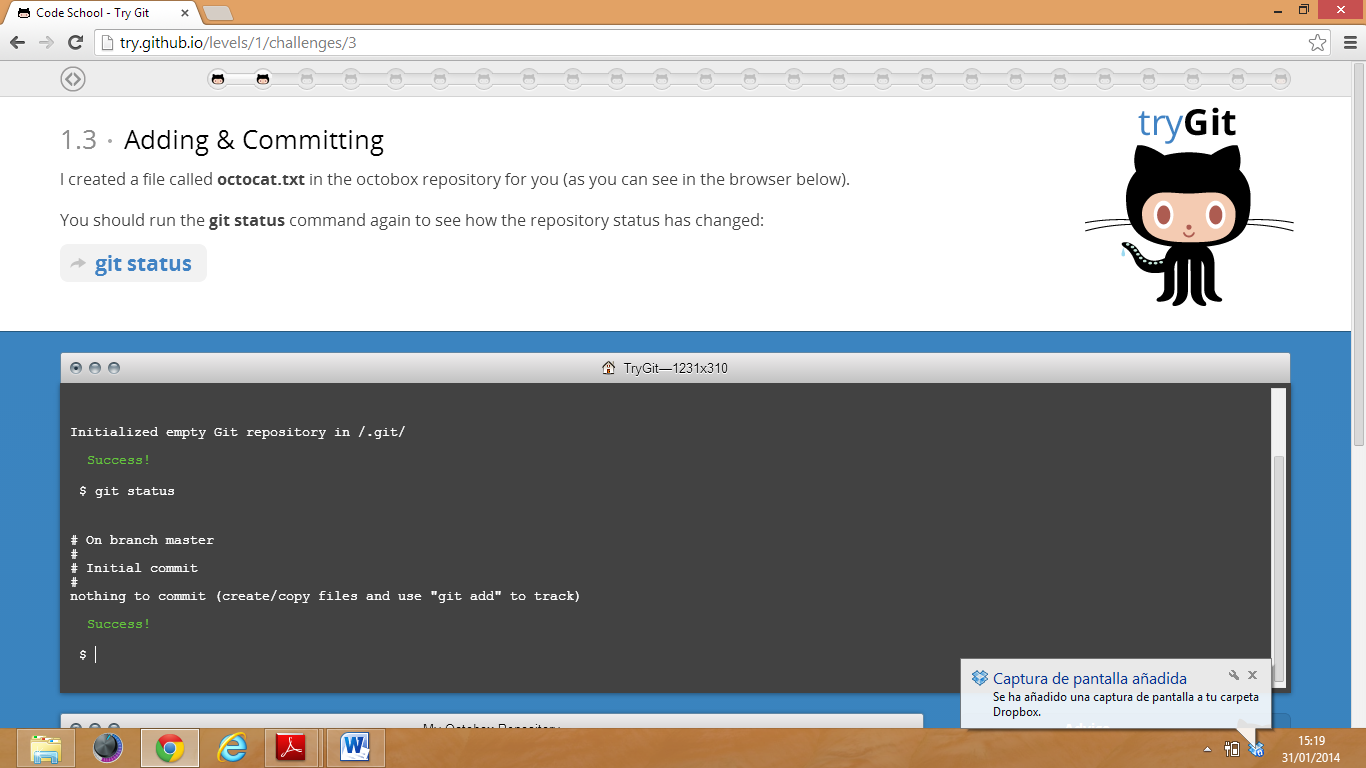 Code School - Try Git
try.github.io/levels/1/challenges/3
1.3 · Adding & Committing
tryGit
I created a file called octocat.txt in the octobox repository for you (as you can see in the browser below).
You should run the git status command again to see how the repository status has changed:
git status
TryGit—1231x310
Initialized empty Git repository in /.git/
Success!
$ git status
# On branch master
#
# Initial commit
#
nothing to commit (create/copy files and use "git add" to track)
Success!
$
Captura de pantalla añadida
Se ha añadido una captura de pantalla a tu carpeta
Dropbox.
My Octobox Repository
Advice
15:19
31/01/2014